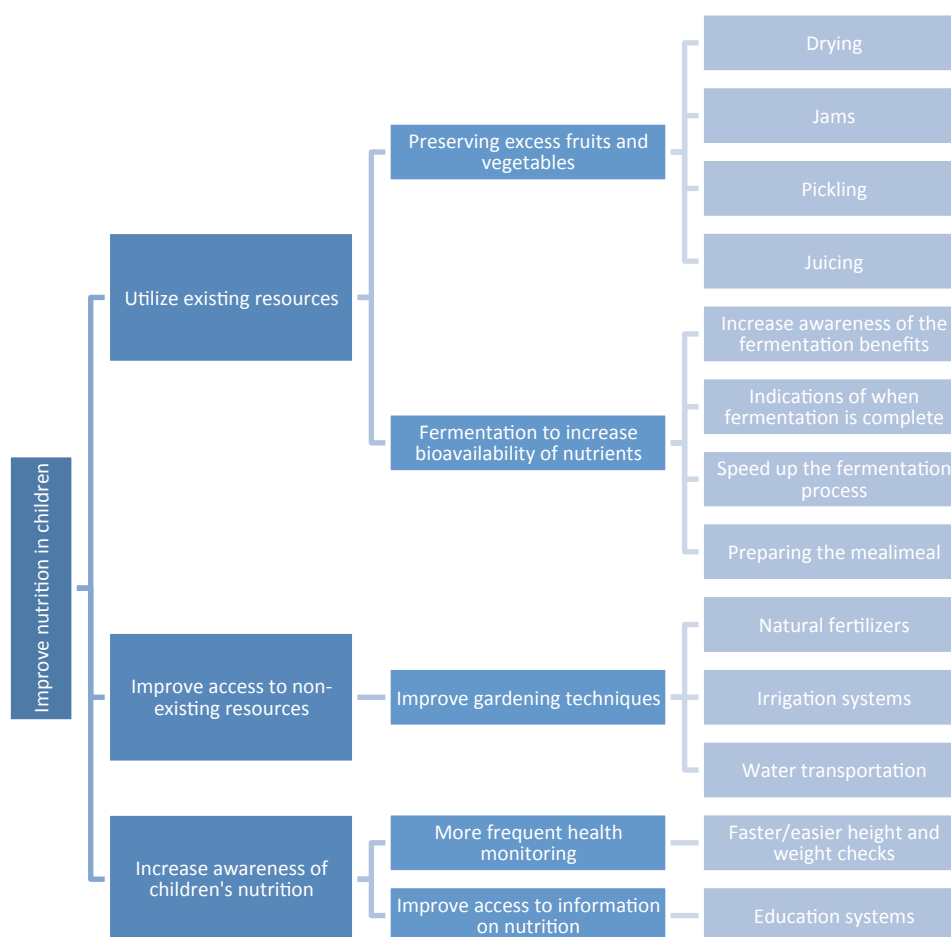 Improve nutrition in children
Utilize existing resources
Preserving excess fruits and
vegetables
Drying
Jams
Pickling
Juicing
Fermentation to increase
bioavailability of nutrients
Increase awareness of the
fermentation benefits
Indications of when
fermentation is complete
Speed up the fermentation
process
Preparing the mealimeal
Improve access to non-
existing resources
Improve gardening techniques
Natural fertilizers
Irrigation systems
Water transportation
Increase awareness of
children's nutrition
More frequent health
monitoring
Faster/easier height and
weight checks
Improve access to information
on nutrition
Education systems